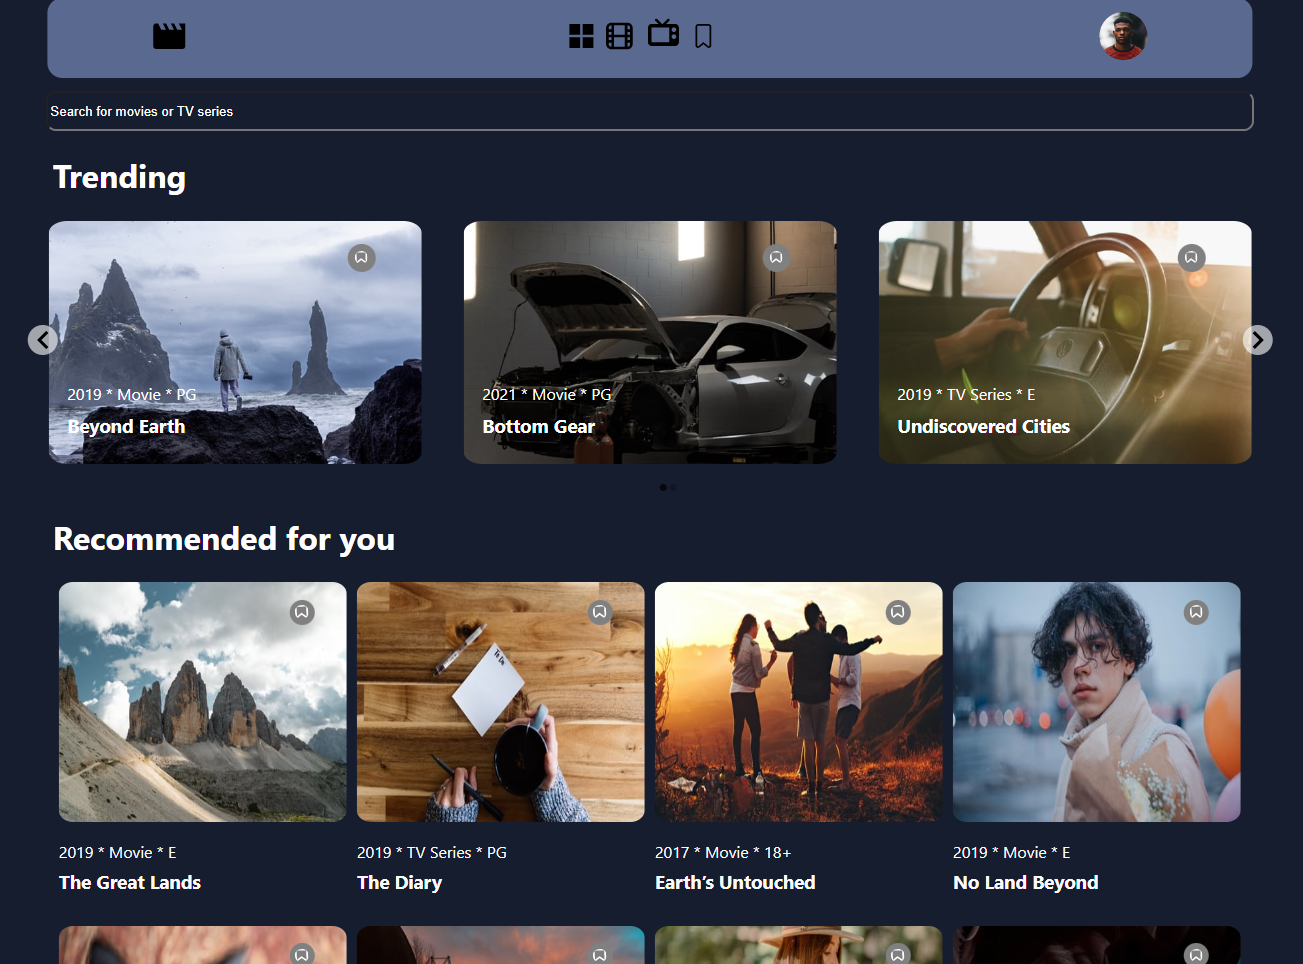 Search for movies or TV series
Trending
2019 * Movie * PG
Beyond Earth
2021 * Movie * PG
Bottom Gear
2019 * TV Series * E
Undiscovered Cities
Recommended for you
To Do
2019 * Movie * E
The Great Lands
2019 * TV Series * PG
The Diary
2017 * Movie * 18+
Earth’s Untouched
2019 * Movie * E
No Land Beyond